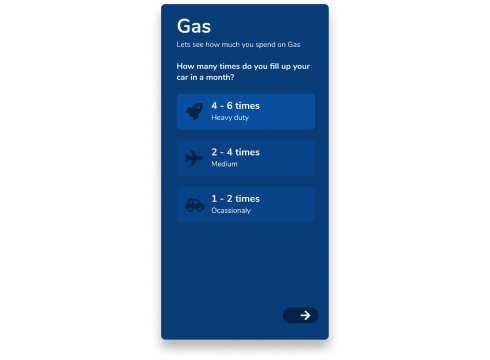 Gas
Lets see how much you spend on Gas
How many times do you fill up your
car in a month?
4 - 6 times
Heavy duty
2 - 4 times
Medium
1 - 2 times
Ocassionaly